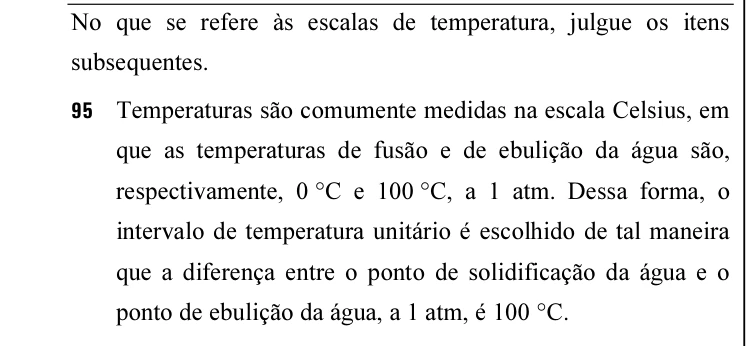 No que se refere às escalas de temperatura, julgue os itens
subsequentes.
95 Temperaturas são comumente medidas na escala Celsius, em
que as temperaturas de fusão e de ebulição da água são,
respectivamente, 0 °C e 100 °C, a 1 atm. Dessa forma, o
intervalo de temperatura unitário é escolhido de tal maneira
que a diferença entre o ponto de solidificação da água e o
ponto de ebulição da água, a 1 atm, é 100 °C.